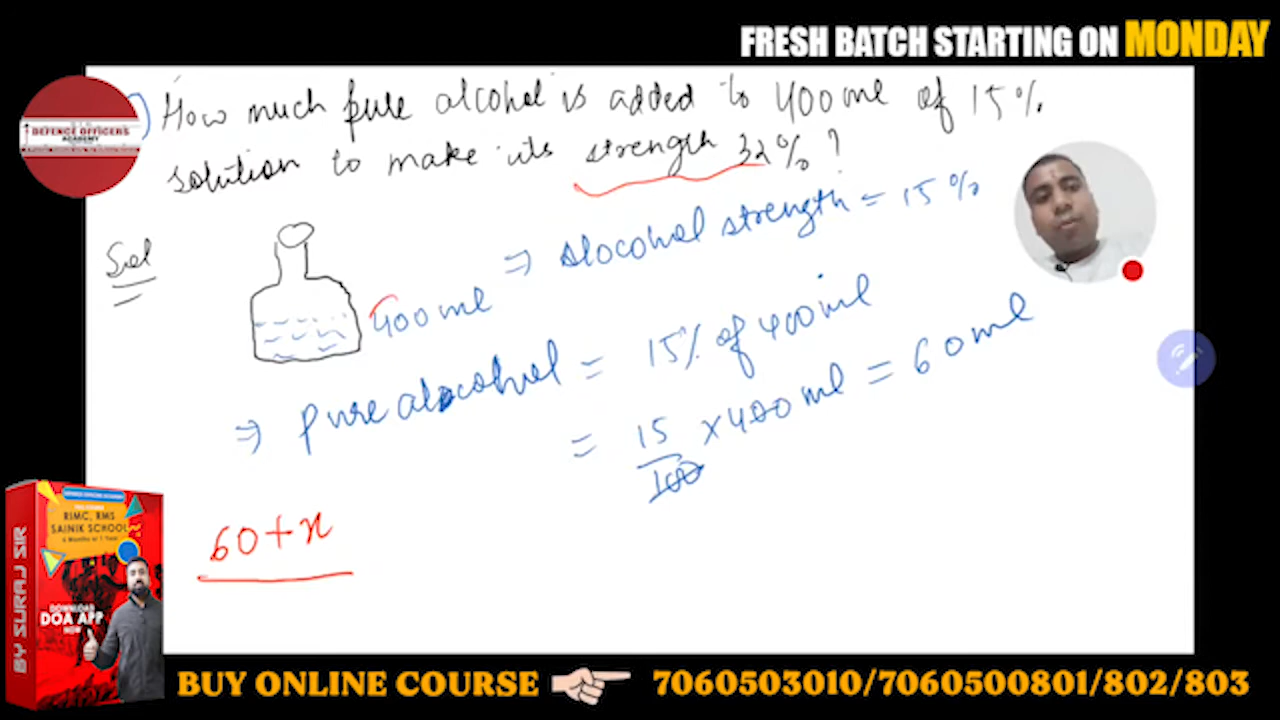 FRESH BATCH STARTING ON MONDAY
DEFENCE OFFICERS
ACADEMY
) How much pure alcohol is added to 400 ml of 15%
solution to make its strength 32% ?
Sol
400 ml
⇒ alocohol strength = 15 %
⇒ pure alocohol = 15% of 400 ml
= 15/100 × 400 ml = 60 ml
60 + x
RIMC, RMS
SAINIK SCHOOL
BY SURAJ SIR
DOWNLOAD
DOA APP
NOW
BUY ONLINE COURSE 7060503010/7060500801/802/803